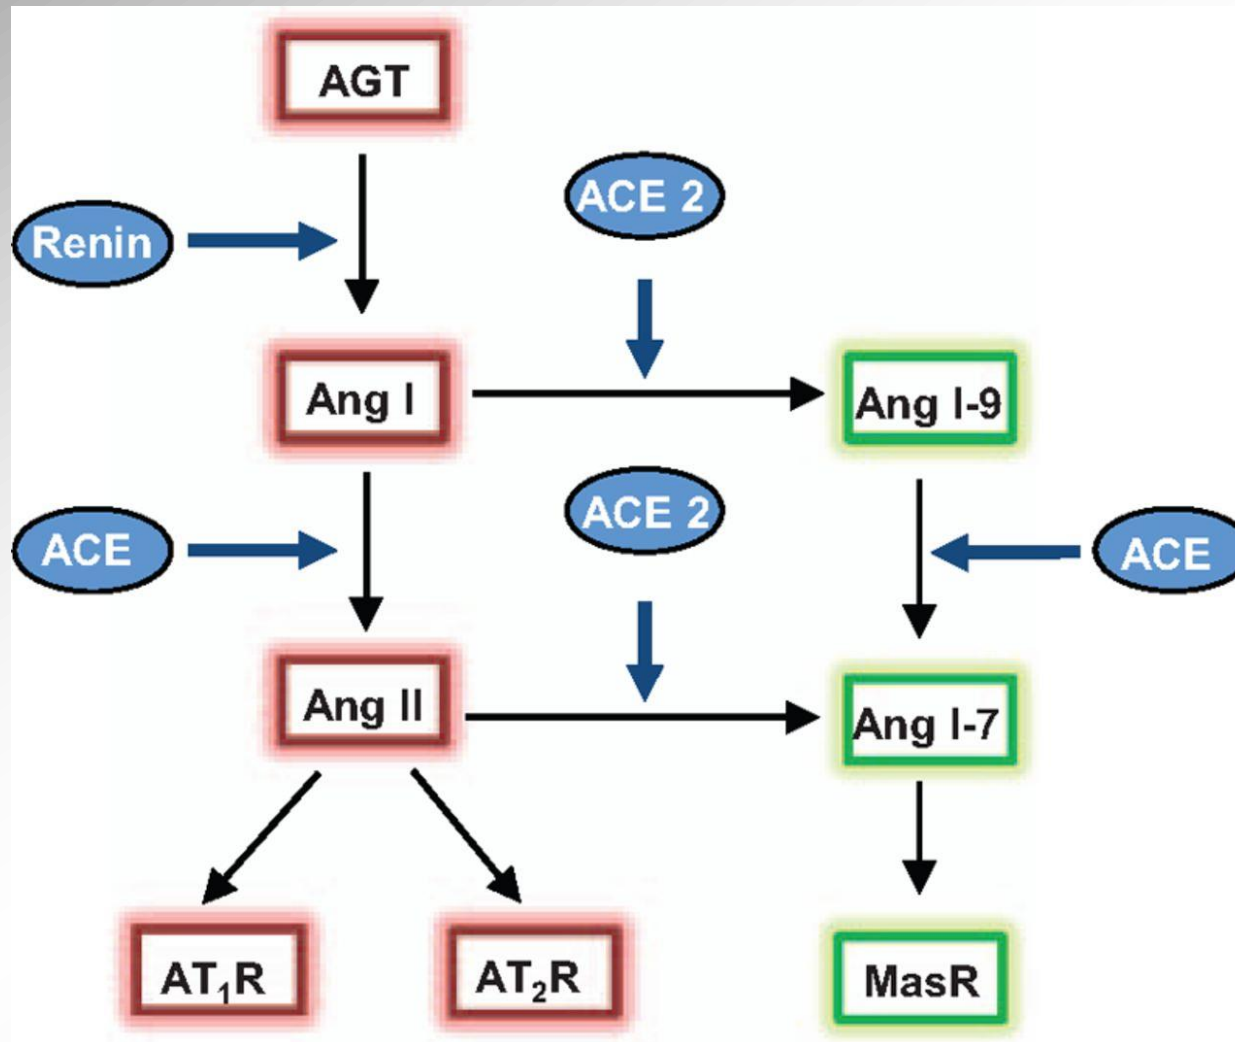 AGT
ACE 2
Renin
Ang I
Ang I-9
ACE 2
ACE
ACE
Ang II
Ang I-7
AT₁R
AT₂R
MasR